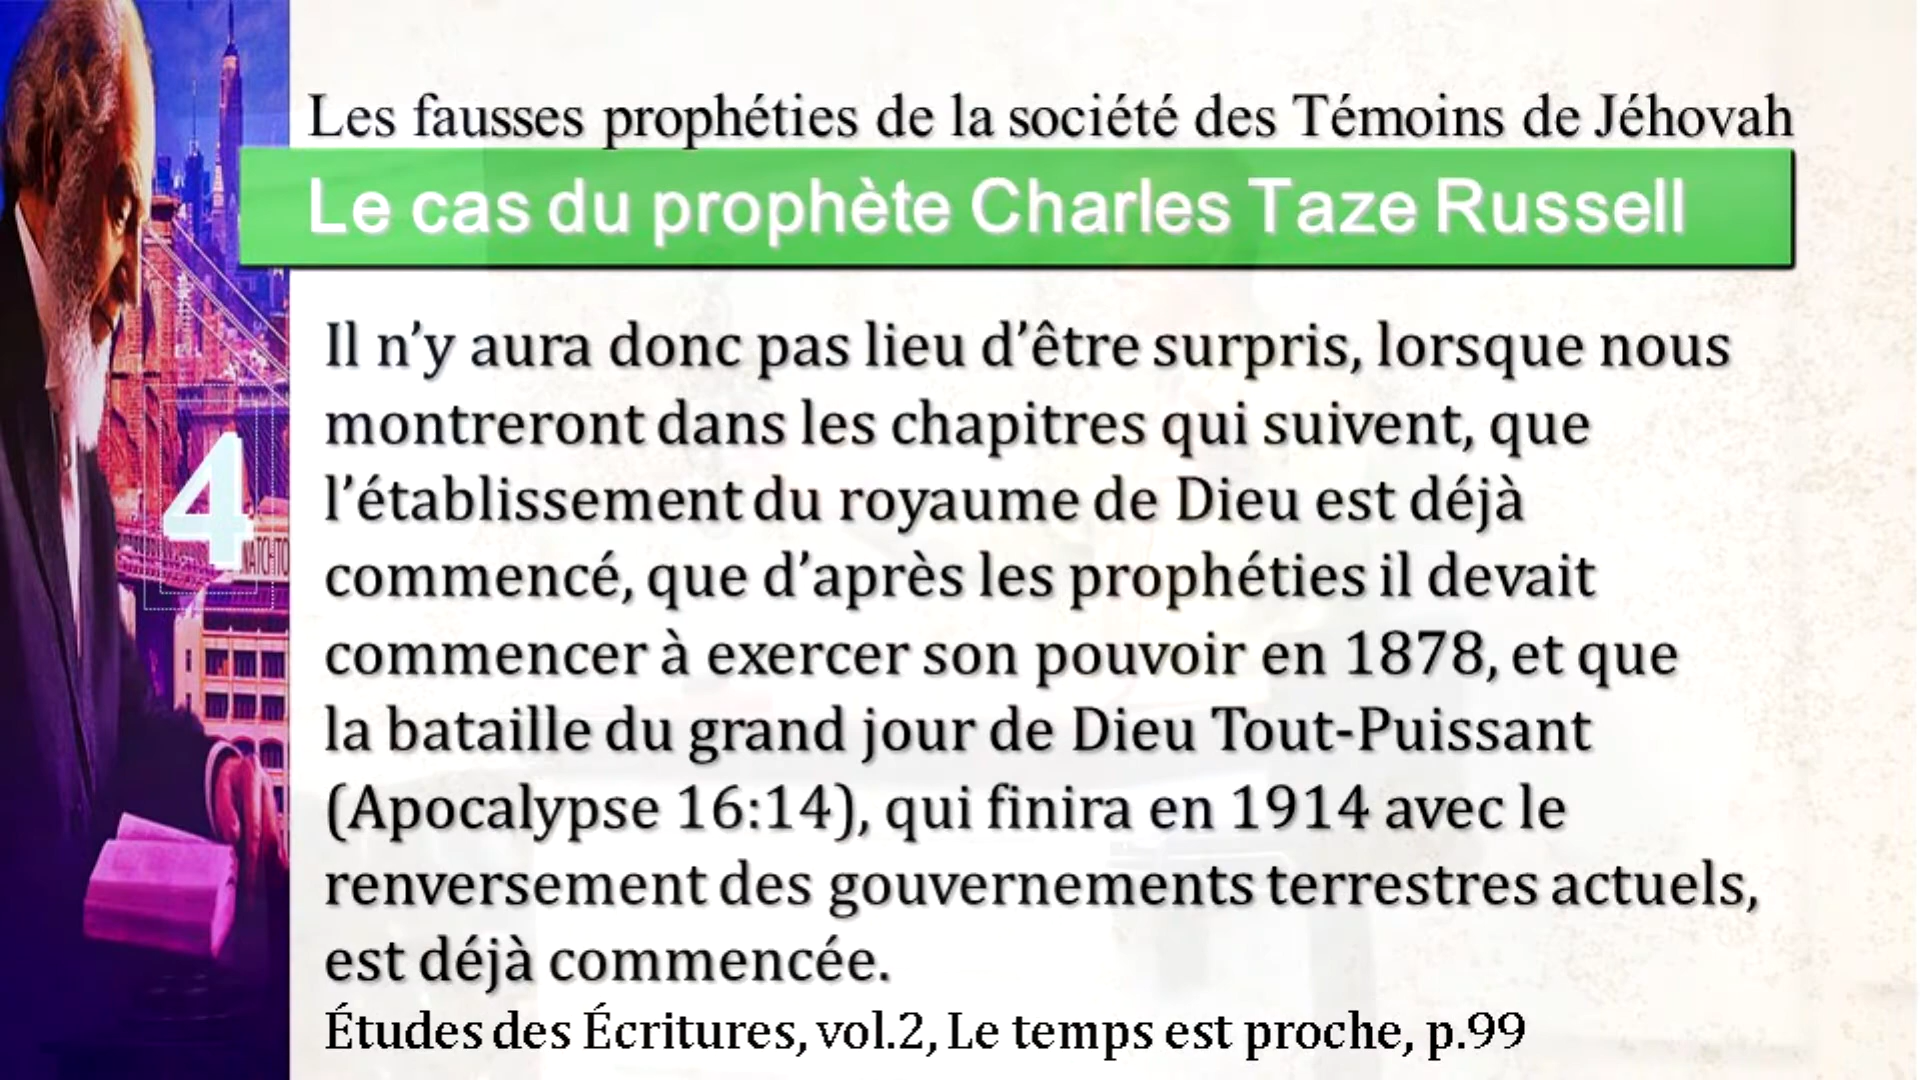 Les fausses prophéties de la société des Témoins de Jéhovah
Le cas du prophète Charles Taze Russell
Il n’y aura donc pas lieu d’être surpris, lorsque nous
montreront dans les chapitres qui suivent, que
l’établissement du royaume de Dieu est déjà
commencé, que d’après les prophéties il devait
commencer à exercer son pouvoir en 1878, et que
la bataille du grand jour de Dieu Tout-Puissant
(Apocalypse 16:14), qui finira en 1914 avec le
renversement des gouvernements terrestres actuels,
est déjà commencée.
Études des Écritures, vol.2, Le temps est proche, p.99
4